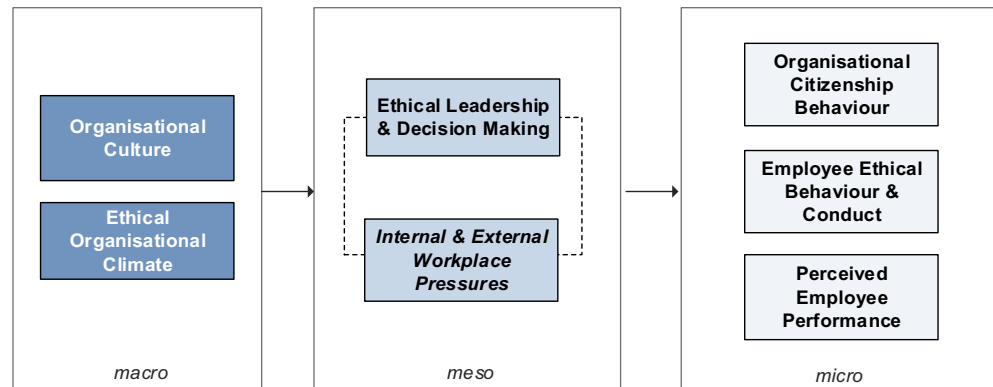 Organisational
Culture
Ethical
Organisational
Climate
macro
Ethical Leadership
& Decision Making
Internal & External
Workplace
Pressures
meso
Organisational
Citizenship
Behaviour
Employee Ethical
Behaviour &
Conduct
Perceived
Employee
Performance
micro